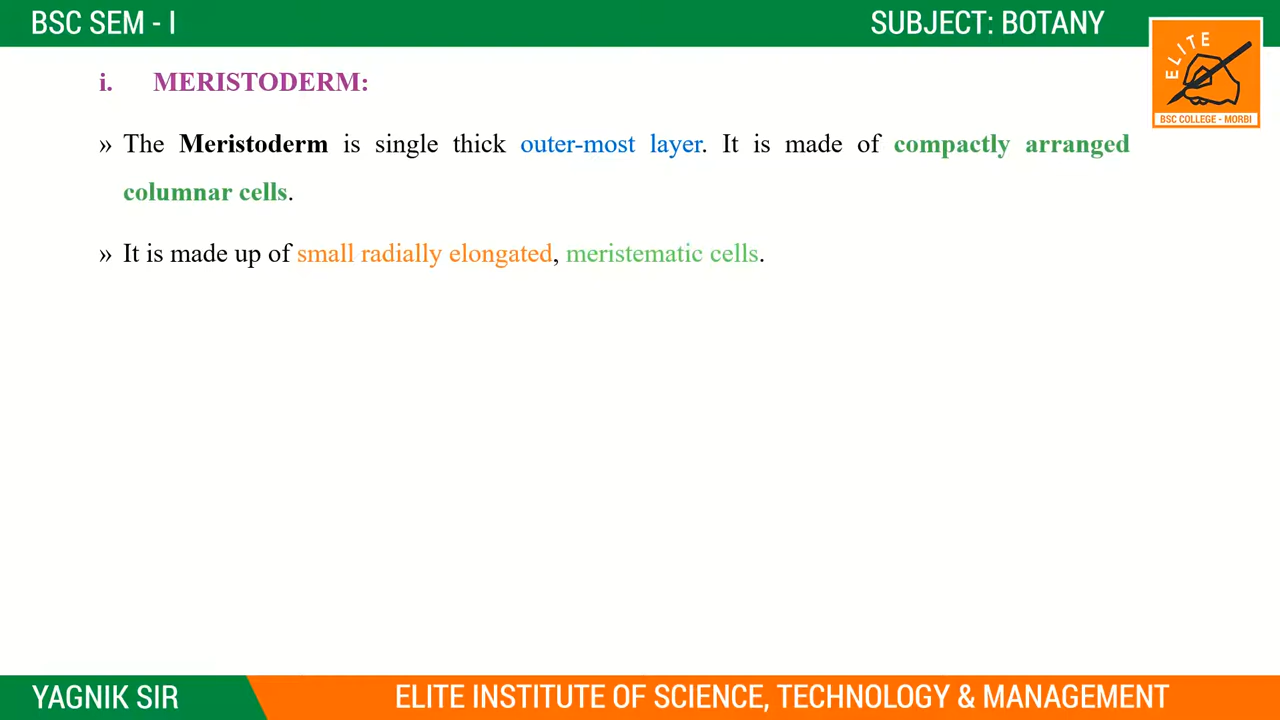 BSC SEM - I
SUBJECT: BOTANY
ELITE
BSC COLLEGE - MORBI
i. MERISTODERM:
» The Meristoderm is single thick outer-most layer. It is made of compactly arranged
columnar cells.
» It is made up of small radially elongated, meristematic cells.
YAGNIK SIR
ELITE INSTITUTE OF SCIENCE, TECHNOLOGY & MANAGEMENT